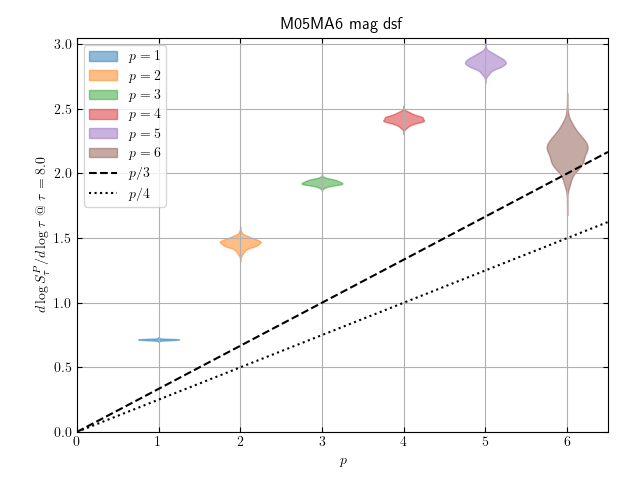 M05MA6 mag dsf
3.0
2.5
2.0
1.5
1.0
0.5
0.0
d log S_τ^P / d log τ @ τ = 8.0
p = 1
p = 2
p = 3
p = 4
p = 5
p = 6
p/3
p/4
0 1 2 3 4 5 6
p